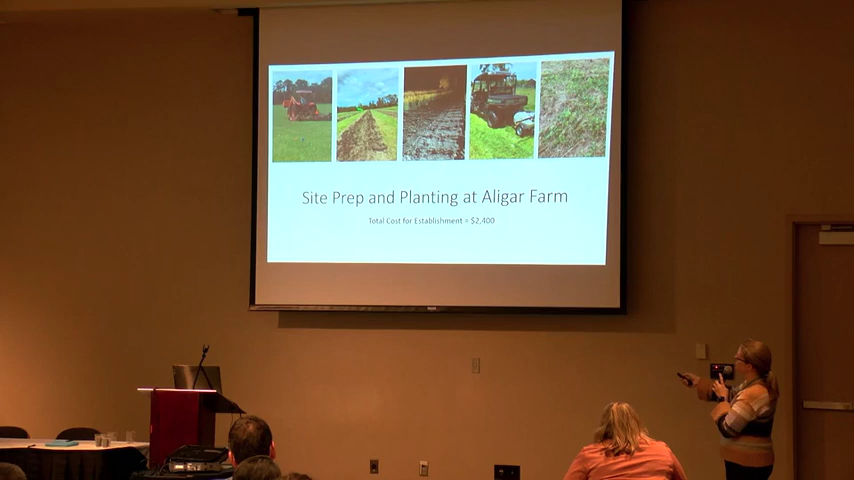 Site Prep and Planting at Aligar Farm
Total Cost for Establishment = $2,400